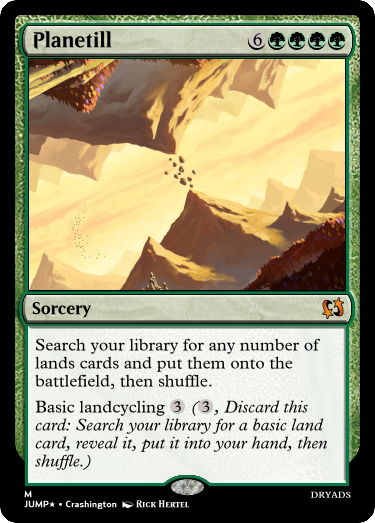 Planetill 6
Sorcery
Search your library for any number of
lands cards and put them onto the
battlefield, then shuffle.
Basic landcycling 3 (3, Discard this
card: Search your library for a basic land
card, reveal it, put it into your hand, then
shuffle.)
M
JUMP★ • Crashington Rick Hertel
DRYADS